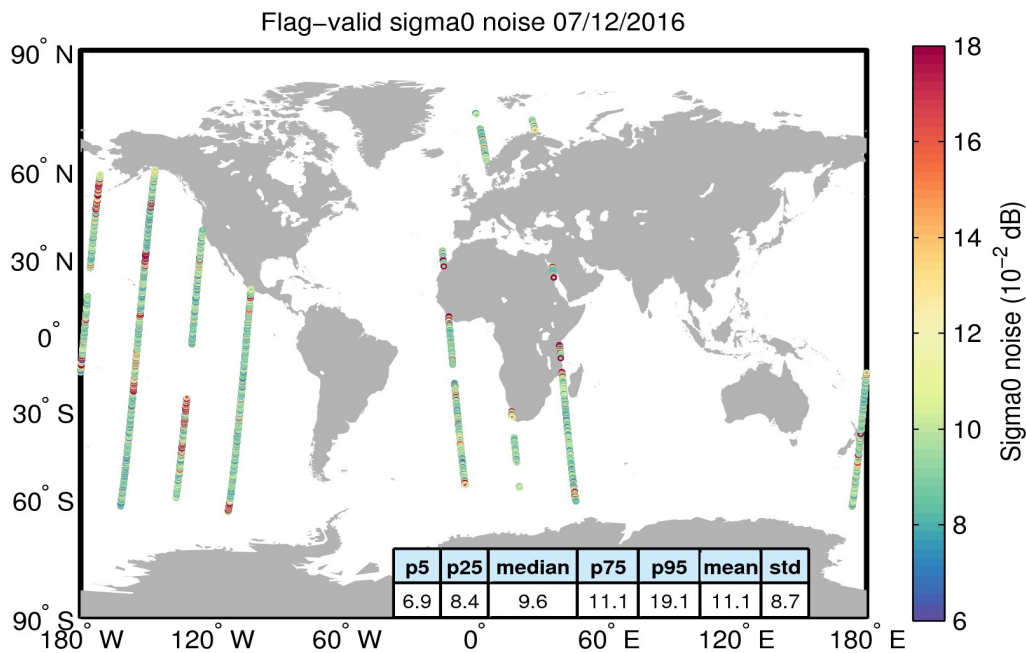 Flag-valid sigma0 noise 07/12/2016
90° N
60° N
30° N
0°
30° S
60° S
90° S
180° W
120° W
60° W
0°
60° E
120° E
180° E
p5 p25 median p75 p95 mean std
6.9 8.4 9.6 11.1 19.1 11.1 8.7
18
16
14
12
10
8
6
Sigma0 noise (10⁻² dB)